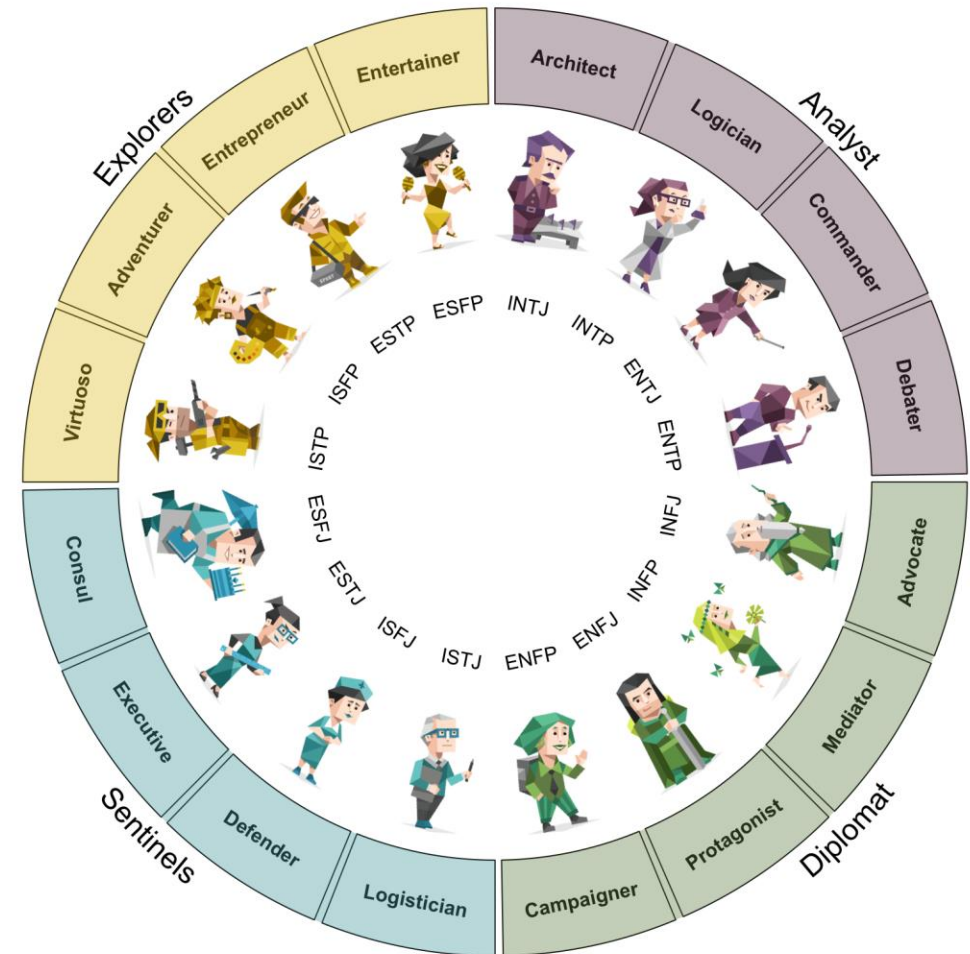 Architect
Logician
Commander
Debater
Advocate
Mediator
Protagonist
Campaigner
Logistician
Defender
Executive
Consul
Virtuoso
Adventurer
Entrepreneur
Entertainer
Analyst
Diplomat
Sentinels
Explorers
INTJ
INTP
ENTJ
ENTP
INFJ
INFP
ENFJ
ENFP
ISTJ
ISFJ
ESTJ
ESFJ
ISTP
ISFP
ESTP
ESFP
START